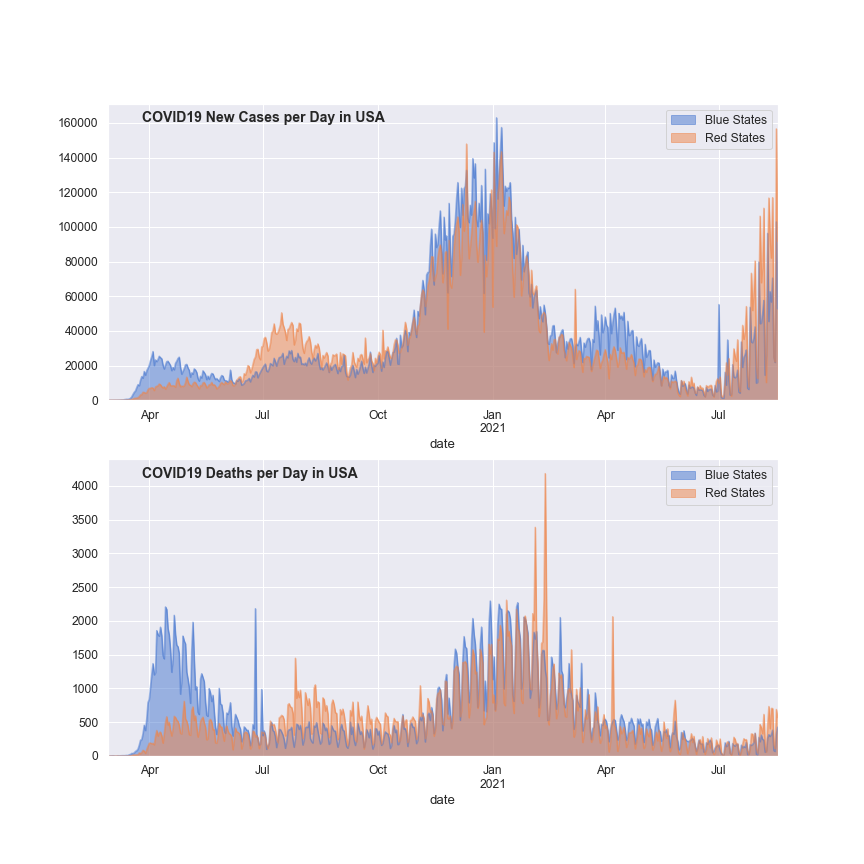 COVID19 New Cases per Day in USA
Blue States
Red States
160000
140000
120000
100000
80000
60000
40000
20000
0
Apr Jul Oct Jan Apr Jul
2021
date
COVID19 Deaths per Day in USA
Blue States
Red States
4000
3500
3000
2500
2000
1500
1000
500
0
Apr Jul Oct Jan Apr Jul
2021
date